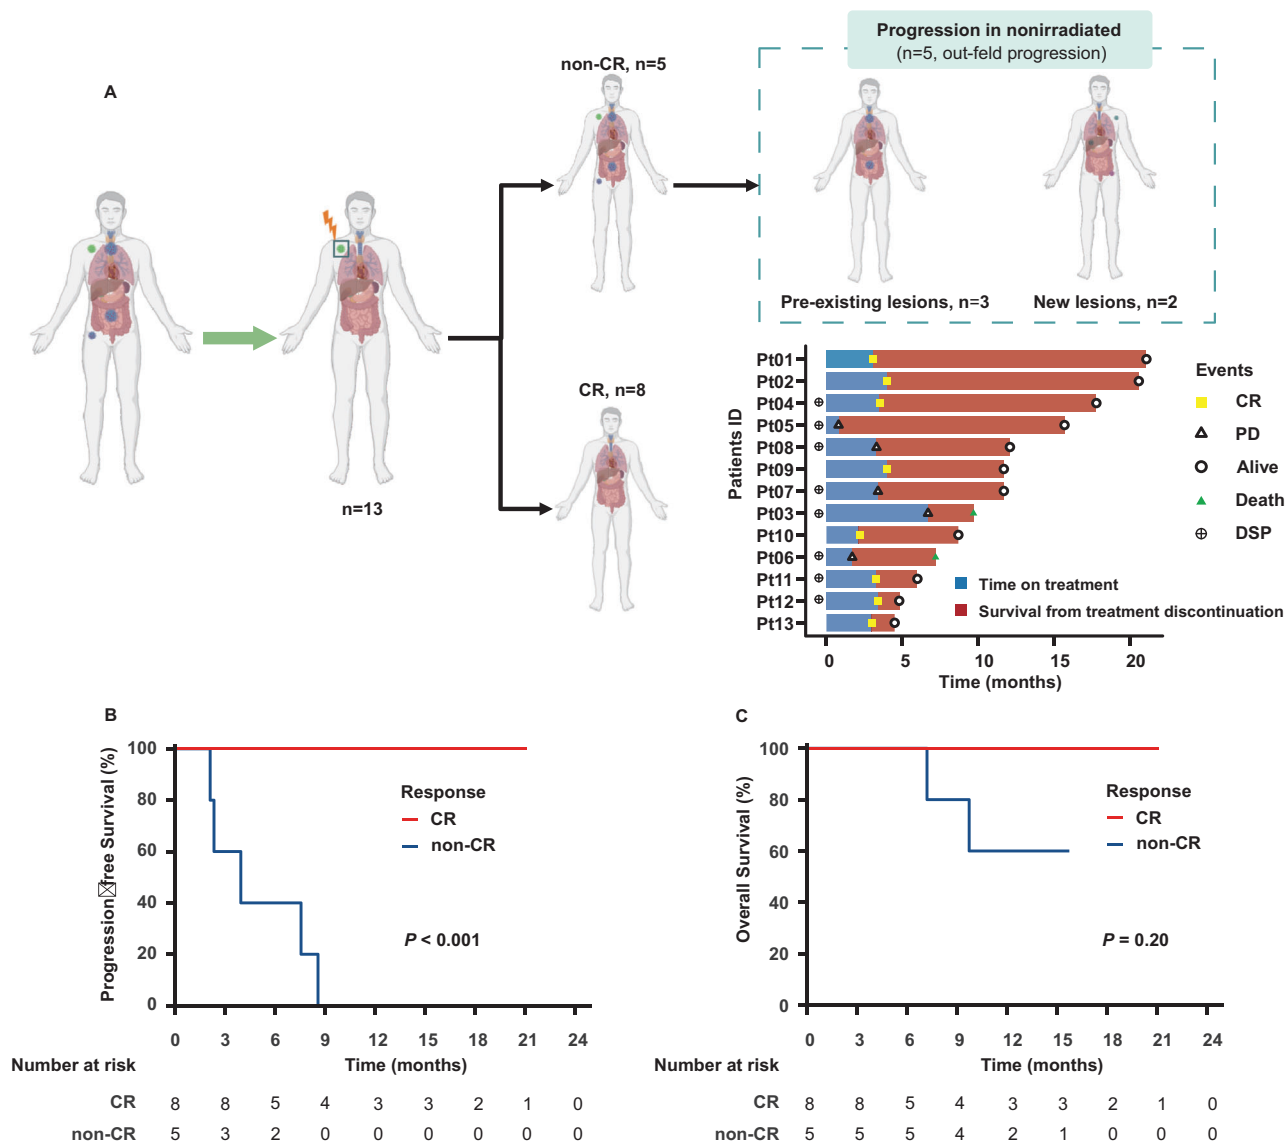 A
non-CR, n=5
Progression in nonirradiated
(n=5, out-feld progression)
Pre-existing lesions, n=3
New lesions, n=2
n=13
CR, n=8
Patients ID
Pt01
Pt02
Pt04
Pt05
Pt08
Pt09
Pt07
Pt03
Pt10
Pt06
Pt11
Pt12
Pt13
0 5 10 15 20
Time (months)
Events
CR
PD
Alive
Death
DSP
Time on treatment
Survival from treatment discontinuation
B
Progression☒free Survival (%)
100
80
60
40
20
0
Response
CR
non-CR
P < 0.001
0 3 6 9 12 15 18 21 24
Number at risk
Time (months)
CR 8 8 5 4 3 3 2 1 0
non-CR 5 3 2 0 0 0 0 0 0
C
Overall Survival (%)
100
80
60
40
20
0
Response
CR
non-CR
P = 0.20
0 3 6 9 12 15 18 21 24
Number at risk
Time (months)
CR 8 8 5 4 3 3 2 1 0
non-CR 5 5 5 4 2 1 0 0 0